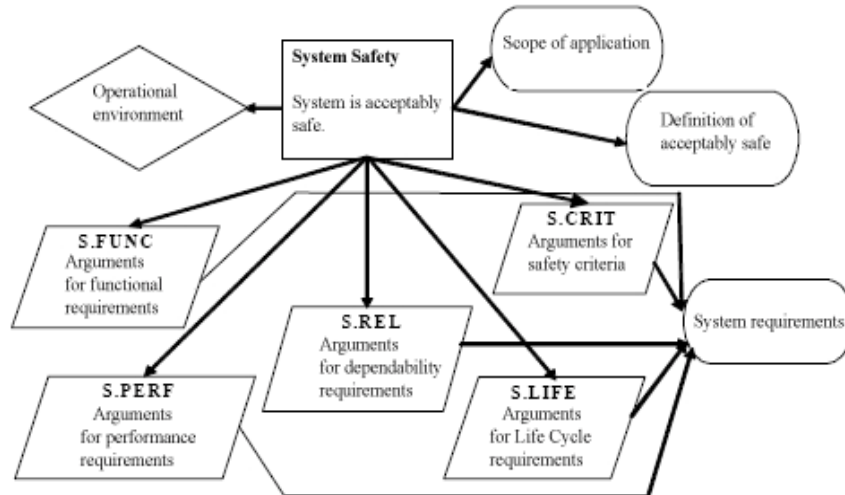 System Safety
System is acceptably
safe.
Scope of application
Operational
environment
Definition of
acceptably safe
S.FUNC
Arguments
for functional
requirements
S.CRIT
Arguments for
safety criteria
S.REL
Arguments
for dependability
requirements
System requirements
S.PERF
Arguments
for performance
requirements
S.LIFE
Arguments
for Life Cycle
requirements